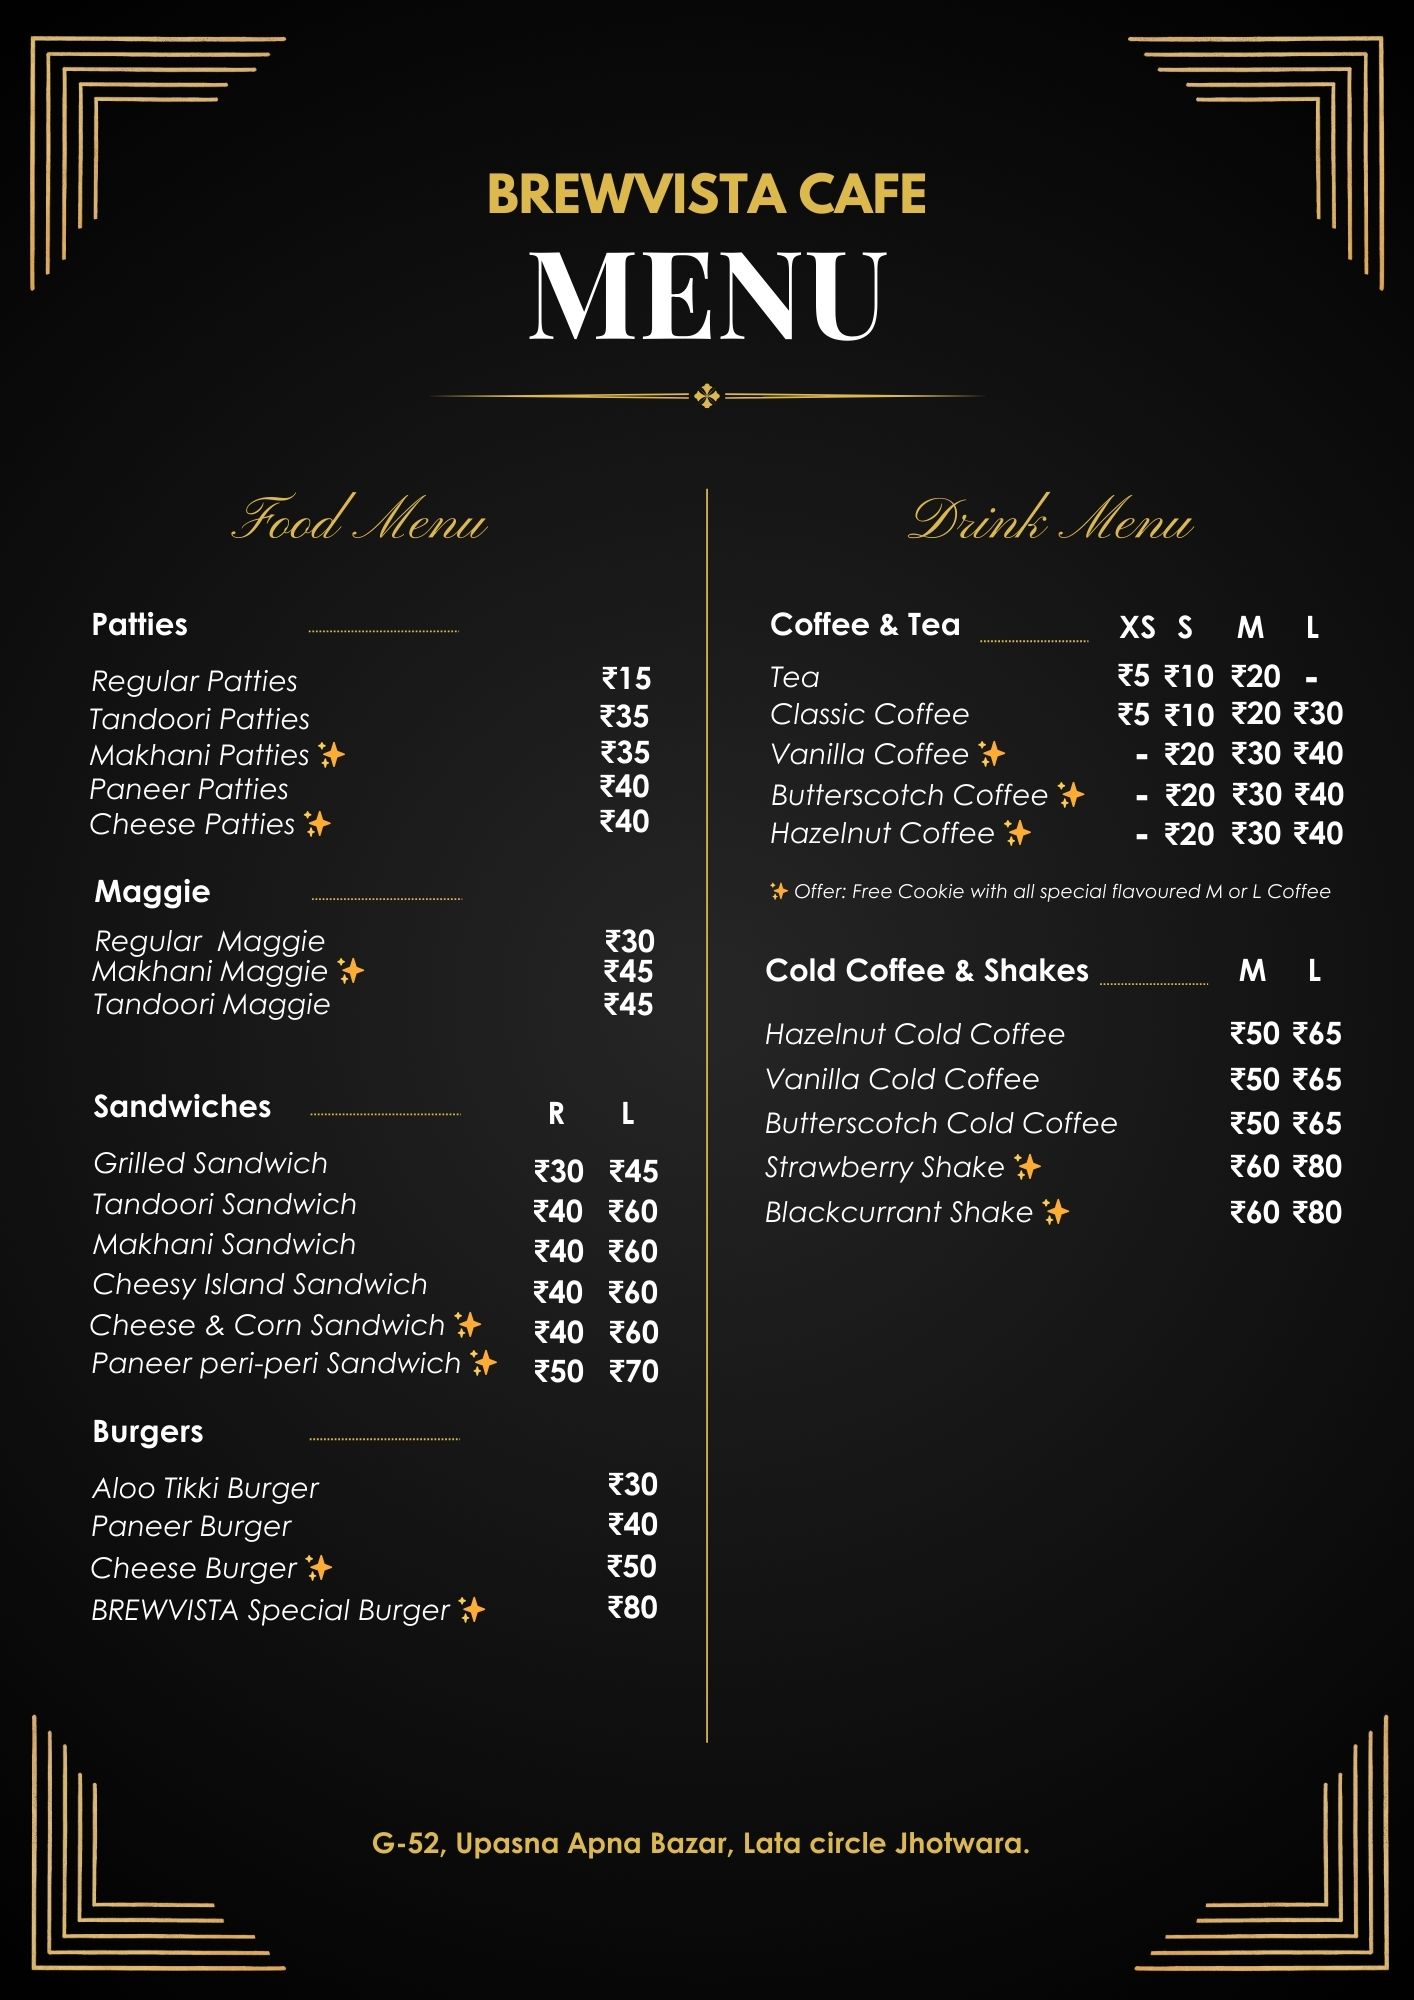 BREWVISTA CAFE
MENU
Food Menu
Patties
Regular Patties ₹15
Tandoori Patties ₹35
Makhani Patties ✨ ₹35
Paneer Patties ₹40
Cheese Patties ✨ ₹40
Maggie
Regular Maggie ₹30
Makhani Maggie ✨ ₹45
Tandoori Maggie ₹45
Sandwiches R L
Grilled Sandwich ₹30 ₹45
Tandoori Sandwich ₹40 ₹60
Makhani Sandwich ₹40 ₹60
Cheesy Island Sandwich ₹40 ₹60
Cheese & Corn Sandwich ✨ ₹40 ₹60
Paneer peri-peri Sandwich ✨ ₹50 ₹70
Burgers
Aloo Tikki Burger ₹30
Paneer Burger ₹40
Cheese Burger ✨ ₹50
BREWVISTA Special Burger ✨ ₹80
Drink Menu
Coffee & Tea XS S M L
Tea ₹5 ₹10 ₹20 -
Classic Coffee ₹5 ₹10 ₹20 ₹30
Vanilla Coffee ✨ - ₹20 ₹30 ₹40
Butterscotch Coffee ✨ - ₹20 ₹30 ₹40
Hazelnut Coffee ✨ - ₹20 ₹30 ₹40
✨ Offer: Free Cookie with all special flavoured M or L Coffee
Cold Coffee & Shakes M L
Hazelnut Cold Coffee ₹50 ₹65
Vanilla Cold Coffee ₹50 ₹65
Butterscotch Cold Coffee ₹50 ₹65
Strawberry Shake ✨ ₹60 ₹80
Blackcurrant Shake ✨ ₹60 ₹80
G-52, Upasna Apna Bazar, Lata circle Jhotwara.